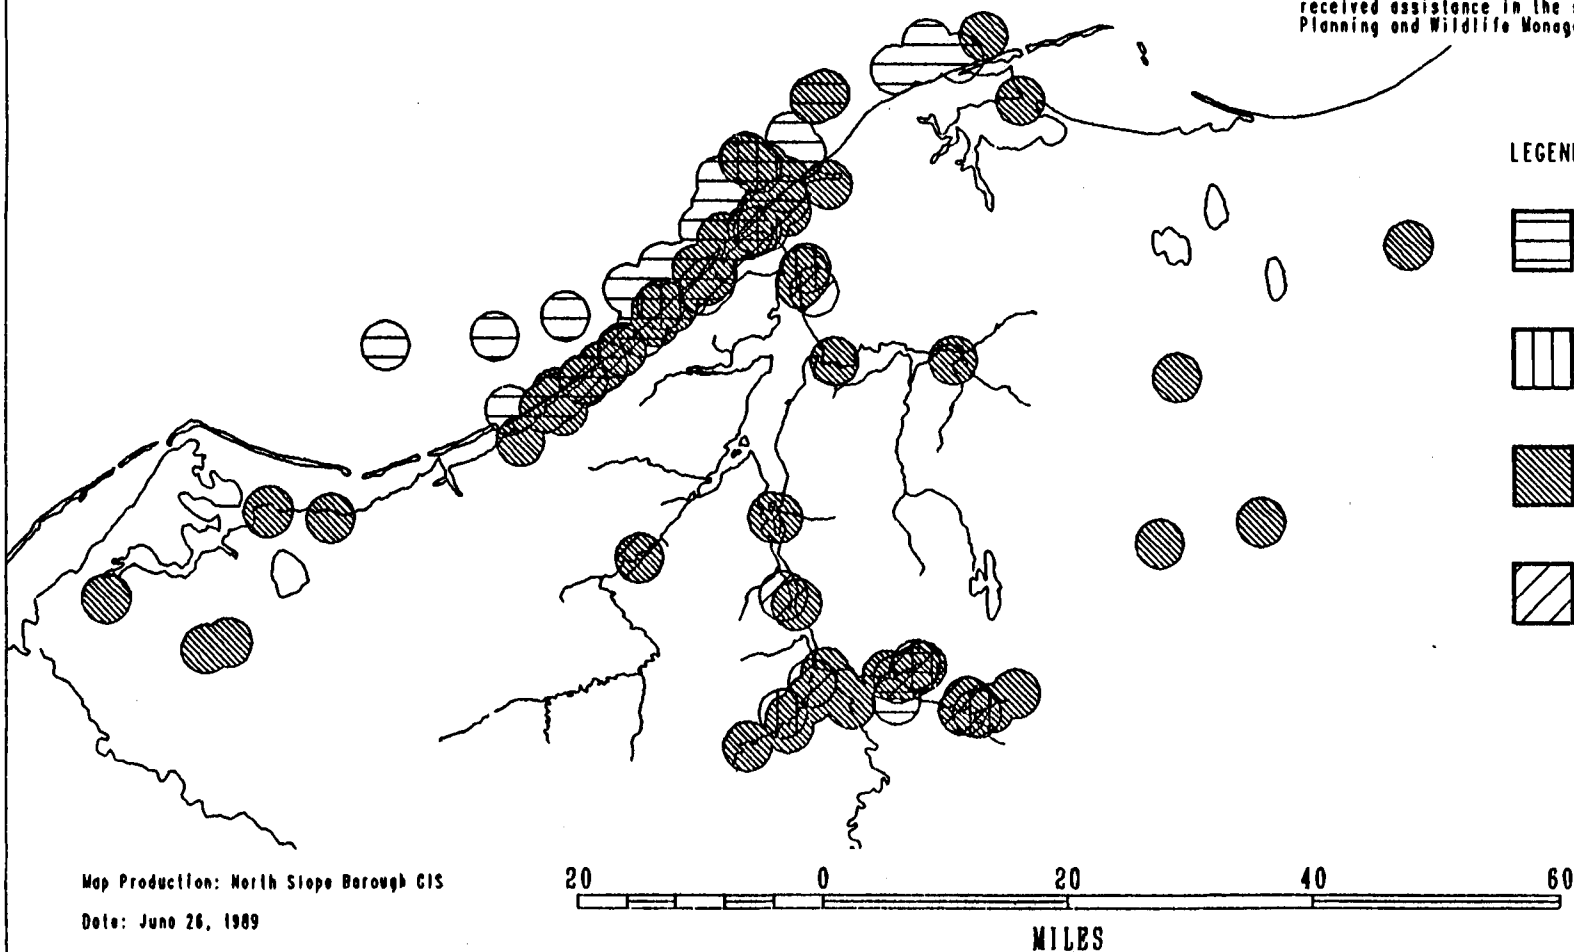 received assistance in the
Planning and Wildlife
LEGEN
Map Production: North Slope Borough GIS
Date: June 26, 1989
20 0 20 40 60
MILES